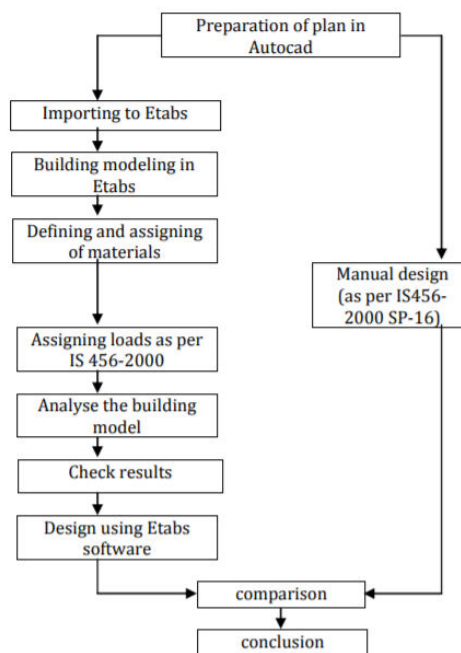 Preparation of plan in
Autocad
Importing to Etabs
Building modeling in
Etabs
Defining and assigning
of materials
Manual design
(as per IS456-
2000 SP-16)
Assigning loads as per
IS 456-2000
Analyse the building
model
Check results
Design using Etabs
software
comparison
conclusion